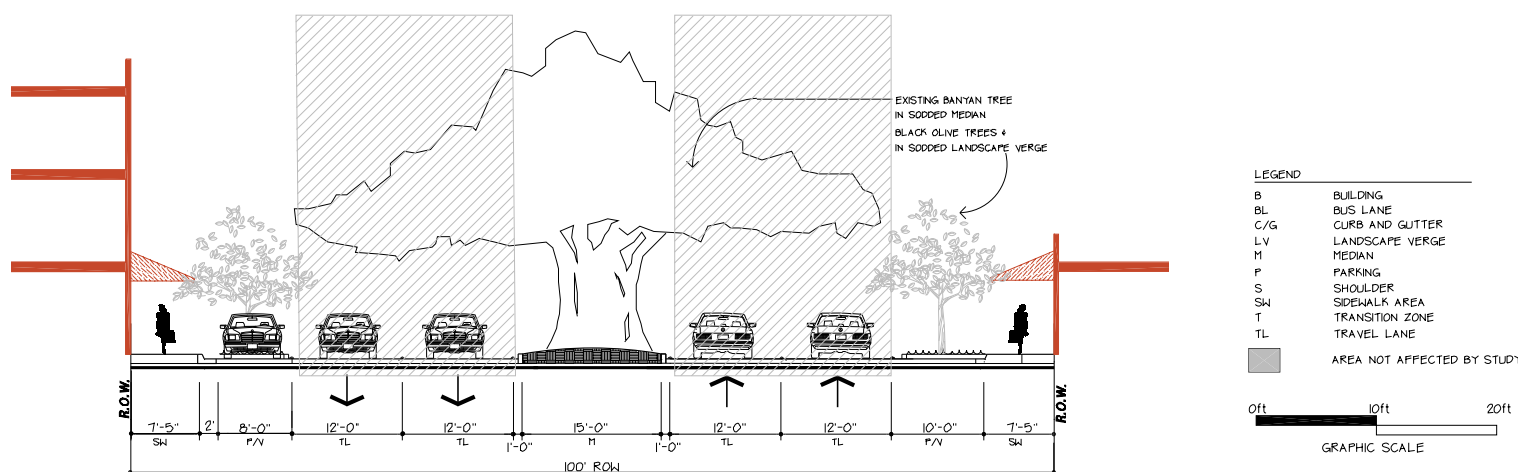 EXISTING BANYAN TREE
IN SODDED MEDIAN
BLACK OLIVE TREES &
IN SODDED LANDSCAPE VERGE
LEGEND
B BUILDING
BL BUS LANE
C/G CURB AND GUTTER
LV LANDSCAPE VERGE
M MEDIAN
P PARKING
S SHOULDER
SW SIDEWALK AREA
T TRANSITION ZONE
TL TRAVEL LANE
AREA NOT AFFECTED BY STUDY
0ft 10ft 20ft
GRAPHIC SCALE
R.O.W. R.O.W.
7'-5" 2' 8'-0" 12'-0" 12'-0" 15'-0" 12'-0" 12'-0" 10'-0" 7'-5"
SW P/V TL TL 1'-0" M 1'-0" TL TL P/V SW
100' ROW